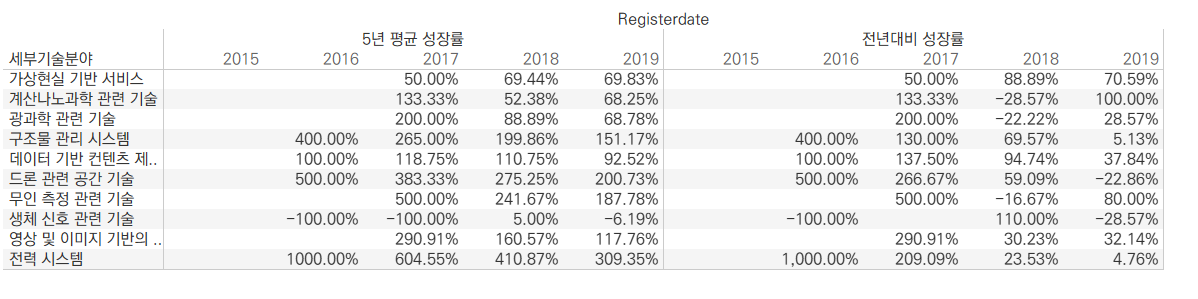 Registerdate
5년 평균 성장률 전년대비 성장률
세부기술분야 2015 2016 2017 2018 2019 2015 2016 2017 2018 2019
가상현실 기반 서비스 50.00% 69.44% 69.83% 50.00% 88.89% 70.59%
계산나노과학 관련 기술 133.33% 52.38% 68.25% 133.33% -28.57% 100.00%
광과학 관련 기술 200.00% 88.89% 68.78% 200.00% -22.22% 28.57%
구조물 관리 시스템 400.00% 265.00% 199.86% 151.17% 400.00% 130.00% 69.57% 5.13%
데이터 기반 컨텐츠 제.. 100.00% 118.75% 110.75% 92.52% 100.00% 137.50% 94.74% 37.84%
드론 관련 공간 기술 500.00% 383.33% 275.25% 200.73% 500.00% 266.67% 59.09% -22.86%
무인 측정 관련 기술 500.00% 241.67% 187.78% 500.00% -16.67% 80.00%
생체 신호 관련 기술 -100.00% -100.00% 5.00% -6.19% -100.00% 110.00% -28.57%
영상 및 이미지 기반의 .. 290.91% 160.57% 117.76% 290.91% 30.23% 32.14%
전력 시스템 1000.00% 604.55% 410.87% 309.35% 1,000.00% 209.09% 23.53% 4.76%